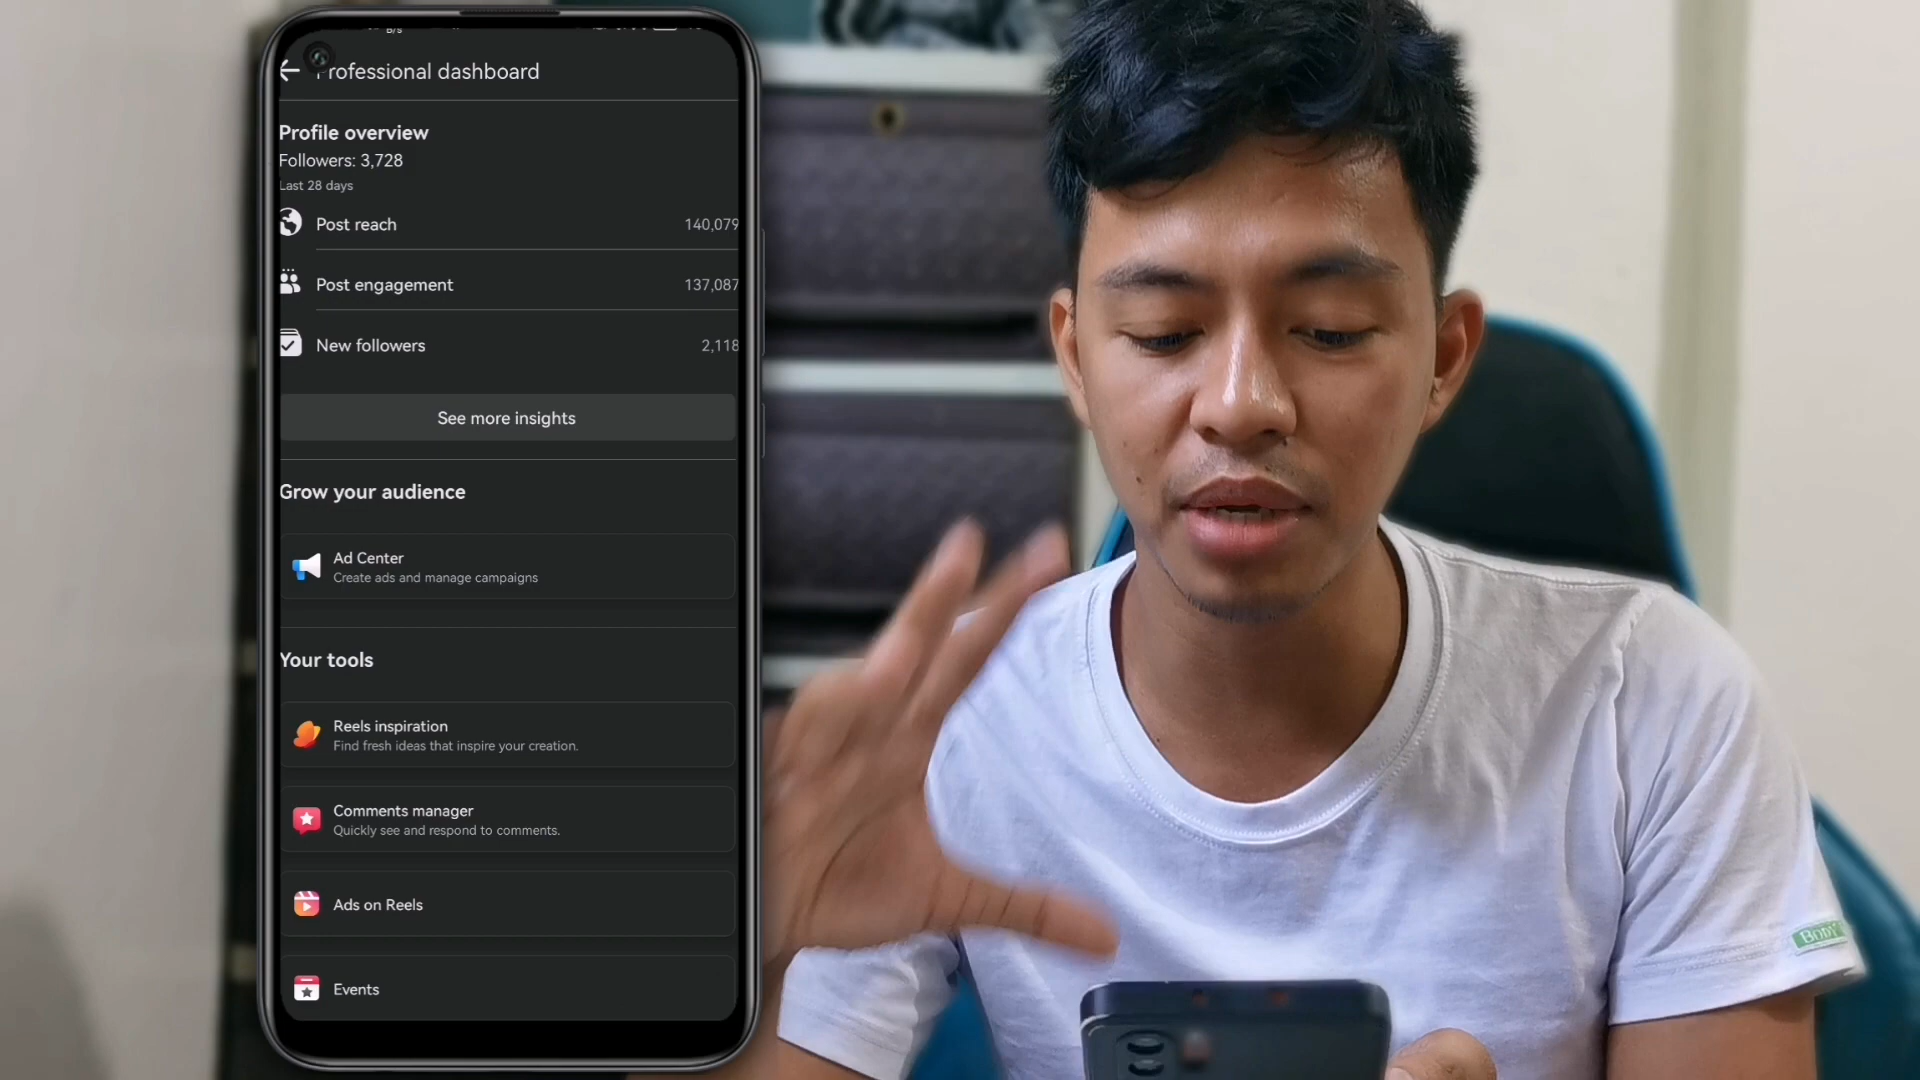 B/s
Professional dashboard
Profile overview
Followers: 3,728
Last 28 days
Post reach 140,079
Post engagement 137,087
New followers 2,118
See more insights
Grow your audience
Ad Center
Create ads and manage campaigns
Your tools
Reels inspiration
Find fresh ideas that inspire your creation.
Comments manager
Quickly see and respond to comments.
Ads on Reels
Events
BODY